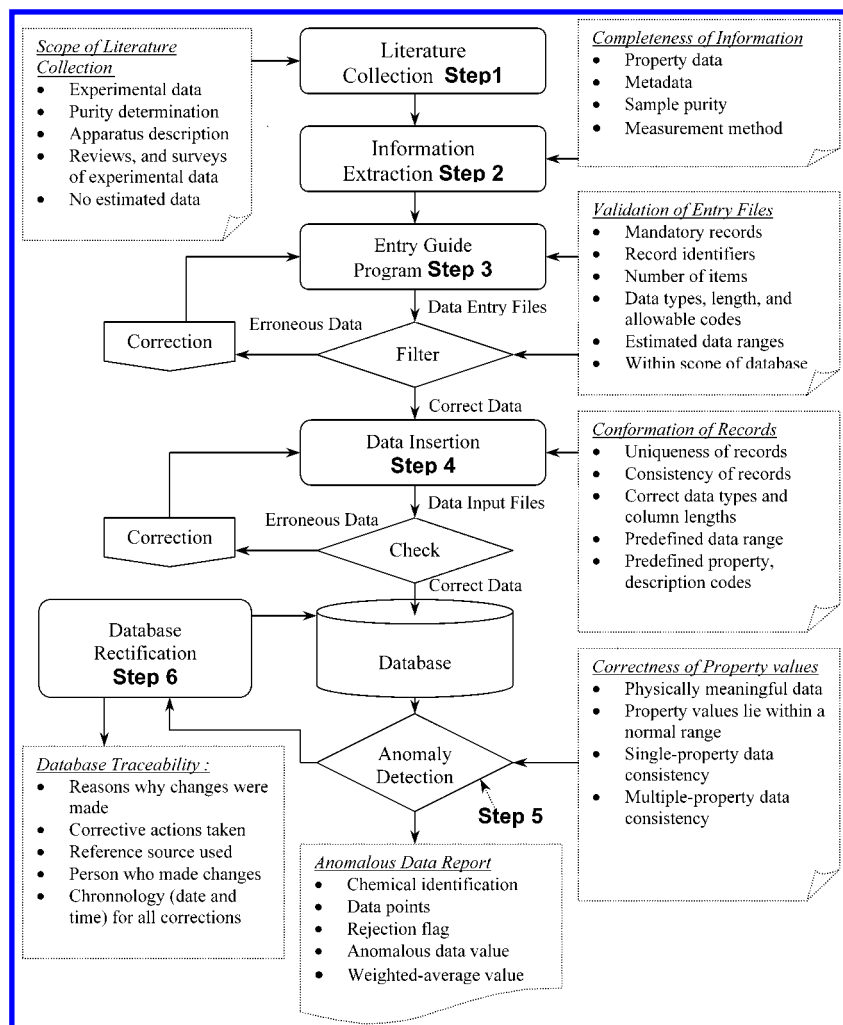 Scope of Literature
Collection
• Experimental data
• Purity determination
• Apparatus description
• Reviews, and surveys
of experimental data
• No estimated data
Literature
Collection Step1
Completeness of Information
• Property data
• Metadata
• Sample purity
• Measurement method
Information
Extraction Step 2
Validation of Entry Files
• Mandatory records
• Record identifiers
• Number of items
• Data types, length, and
allowable codes
• Estimated data ranges
• Within scope of database
Entry Guide
Program Step 3
Data Entry Files
Erroneous Data
Correction
Filter
Correct Data
Data Insertion
Step 4
Conformation of Records
• Uniqueness of records
• Consistency of records
• Correct data types and
column lengths
• Predefined data range
• Predefined property,
description codes
Data Input Files
Erroneous Data
Correction
Check
Correct Data
Database
Rectification
Step 6
Database
Correctness of Property values
• Physically meaningful data
• Property values lie within a
normal range
• Single-property data
consistency
• Multiple-property data
consistency
Anomaly
Detection
Step 5
Database Traceability :
• Reasons why changes were
made
• Corrective actions taken
• Reference source used
• Person who made changes
• Chronnology (date and
time) for all corrections
Anomalous Data Report
• Chemical identification
• Data points
• Rejection flag
• Anomalous data value
• Weighted-average value